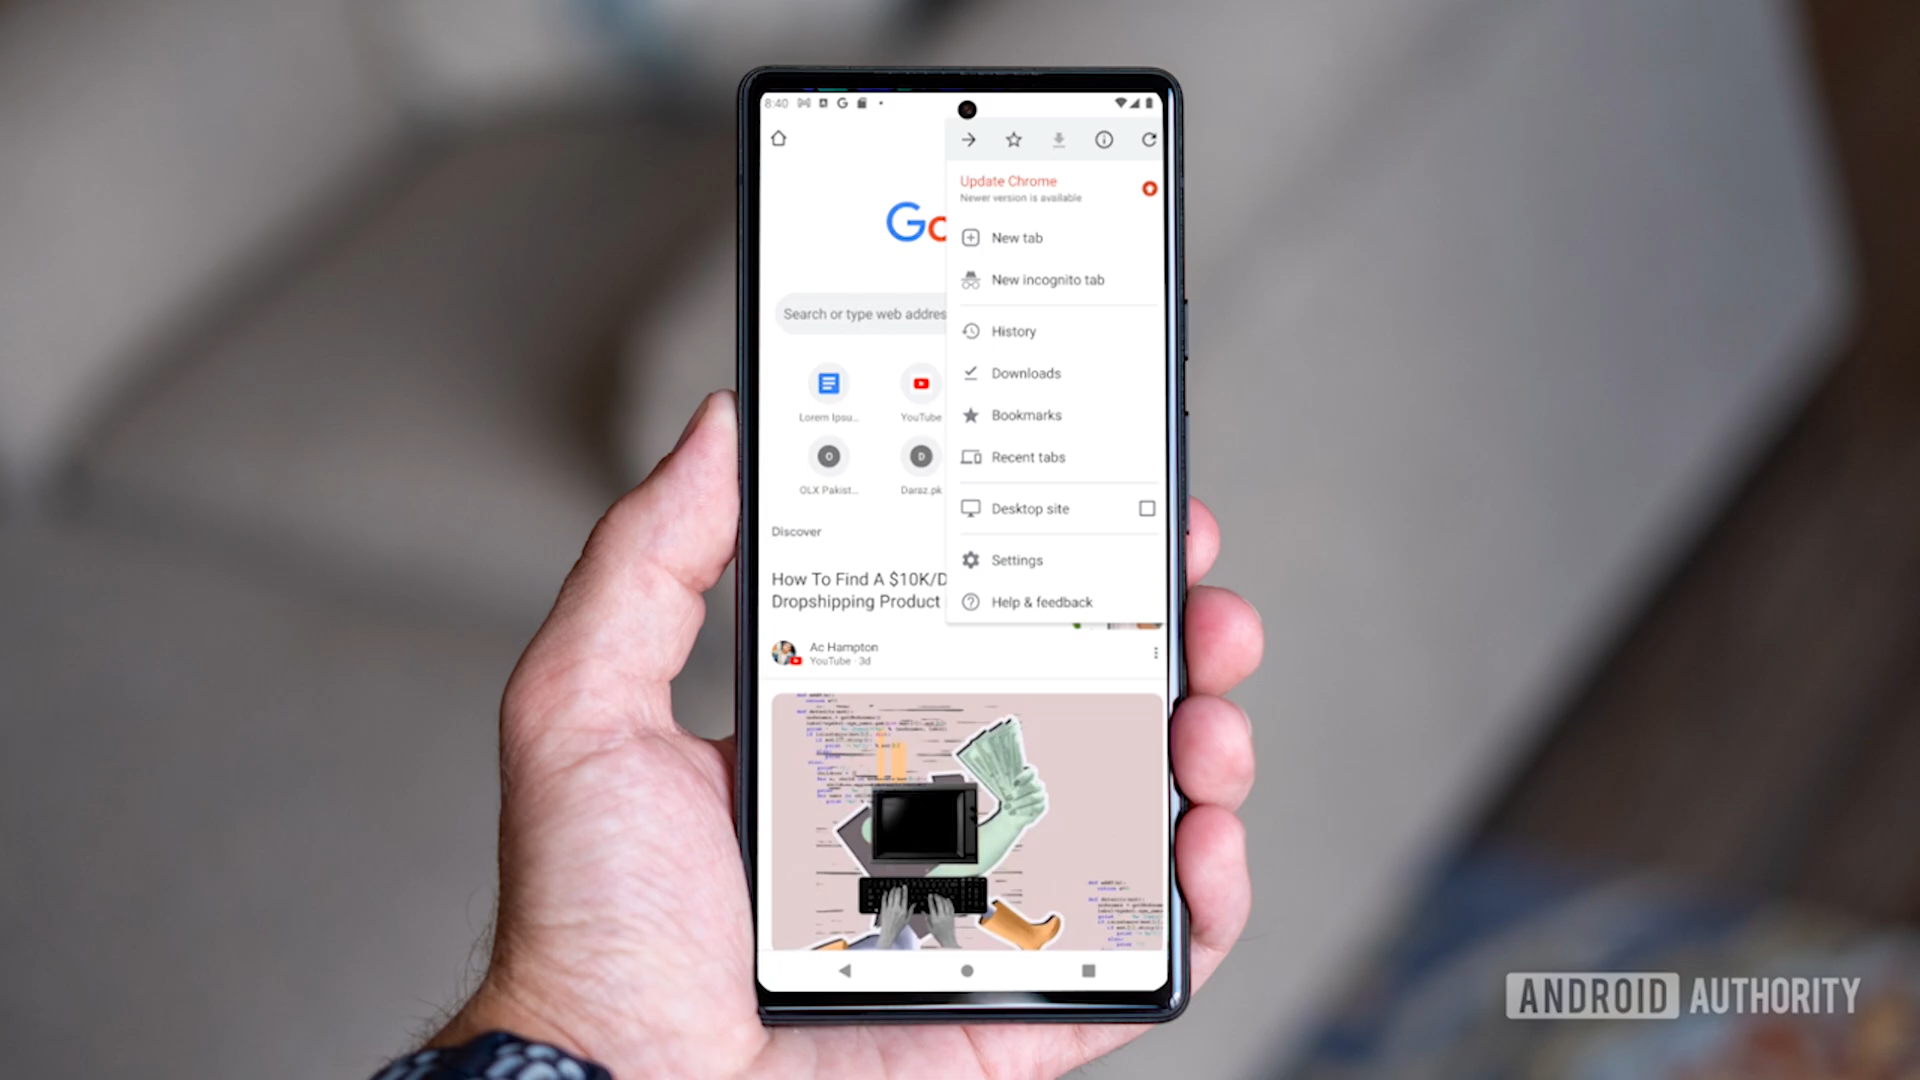 8:40
Update Chrome
Newer version is available
Go
New tab
New incognito tab
Search or type web addres
History
Downloads
Lorem Ipsu...
YouTube
Bookmarks
Recent tabs
O
D
OLX Pakist...
Daraz.pk
Desktop site
Discover
Settings
How To Find A $10K/D
Dropshipping Product
Help & feedback
Ac Hampton
YouTube · 3d
ANDROID AUTHORITY